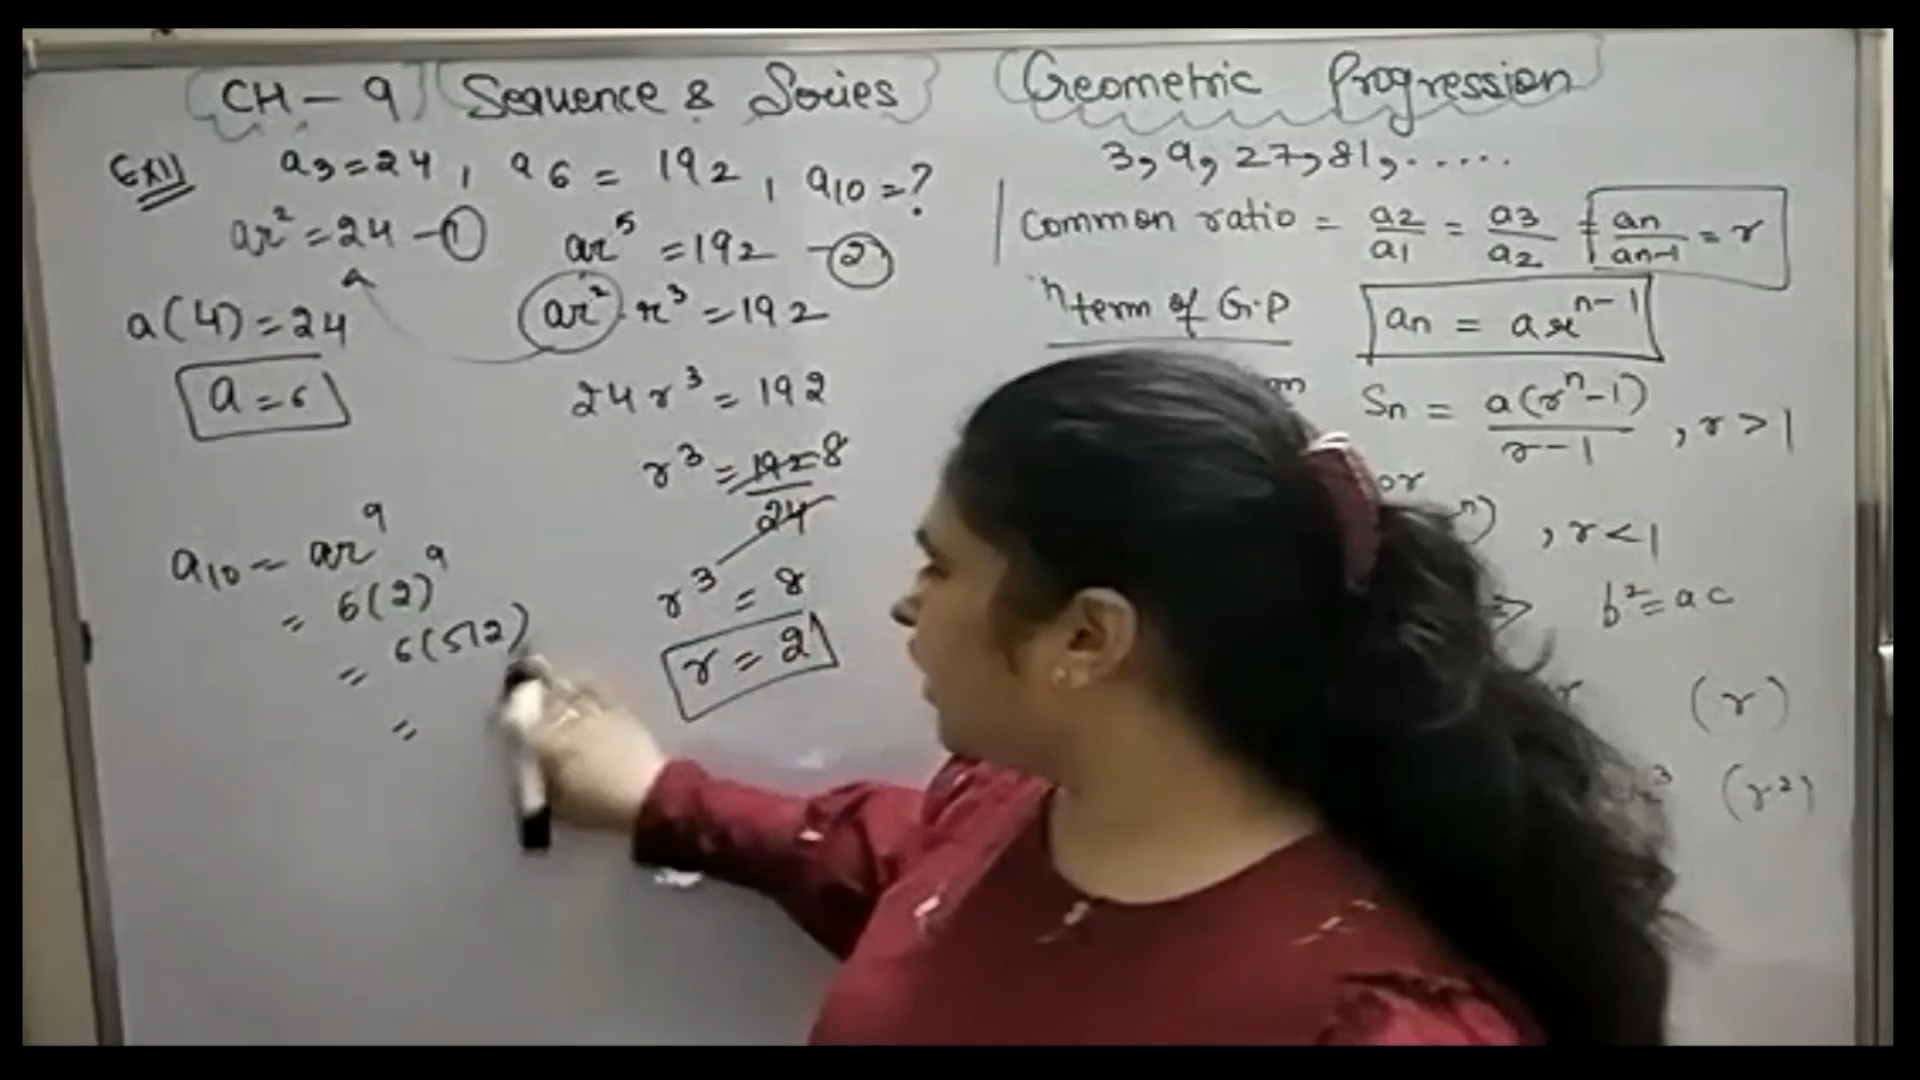 CH - 9 Sequence & Series
Ex11 a3 = 24, a6 = 192, a10 = ?
ar² = 24 - ①
ar⁵ = 192 - ②
a(4) = 24
ar² · r³ = 192
a = 6
24r³ = 192
r³ = 192 8
24
r³ = 8
r = 2
a10 = ar⁹
= 6(2)⁹
= 6(512)
=
Geometric Progression
3, 9, 27, 81, ......
Common ratio = a2/a1 = a3/a2 = an/an-1 = r
n term of G.P an = ar^(n-1)
Sn = a(rⁿ-1)/r-1 , r > 1
or
n) , r < 1
=> b² = ac
r (r)
r³ (r²)